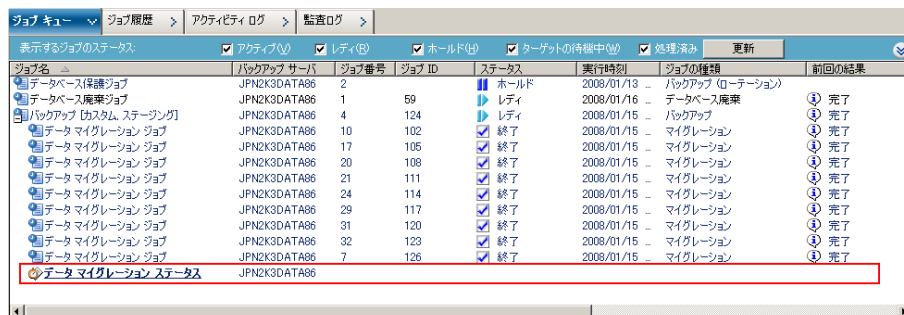 ジョブ キュー ジョブ履歴 アクティビティ ログ 監査ログ
表示するジョブのステータス: アクティブ(V) レディ(R) ホールド(H) ターゲットの待機中(W) 処理済み 更新
ジョブ名 バックアップ サーバ ジョブ番号 ジョブ ID ステータス 実行時刻 ジョブの種類 前回の結果
データベース保護ジョブ JPN2K3DATA86 2 ホールド 2008/01/13 ... バックアップ (ローテーション)
データベース廃棄ジョブ JPN2K3DATA86 1 59 レディ 2008/01/16 ... データベース廃棄 完了
バックアップ [カスタム, ステージング] JPN2K3DATA86 4 124 レディ 2008/01/15 ... バックアップ 完了
データ マイグレーション ジョブ JPN2K3DATA86 10 102 終了 2008/01/15 ... マイグレーション 完了
データ マイグレーション ジョブ JPN2K3DATA86 17 105 終了 2008/01/15 ... マイグレーション 完了
データ マイグレーション ジョブ JPN2K3DATA86 20 108 終了 2008/01/15 ... マイグレーション 完了
データ マイグレーション ジョブ JPN2K3DATA86 21 111 終了 2008/01/15 ... マイグレーション 完了
データ マイグレーション ジョブ JPN2K3DATA86 24 114 終了 2008/01/15 ... マイグレーション 完了
データ マイグレーション ジョブ JPN2K3DATA86 29 117 終了 2008/01/15 ... マイグレーション 完了
データ マイグレーション ジョブ JPN2K3DATA86 31 120 終了 2008/01/15 ... マイグレーション 完了
データ マイグレーション ジョブ JPN2K3DATA86 32 123 終了 2008/01/15 ... マイグレーション 完了
データ マイグレーション ジョブ JPN2K3DATA86 7 126 終了 2008/01/15 ... マイグレーション 完了
データ マイグレーション ステータス JPN2K3DATA86